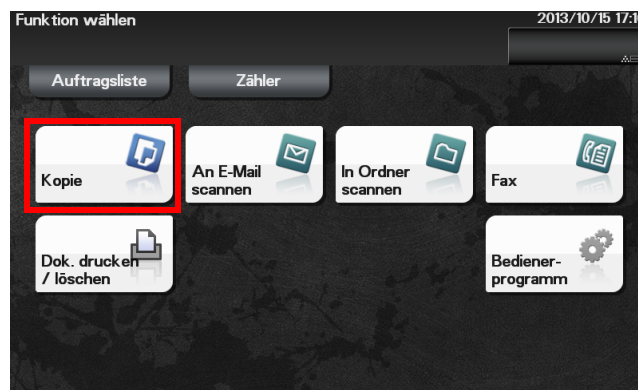 Funktion wählen
2013/10/15 17:1
Auftragsliste
Zähler
Kopie
An E-Mail
scannen
In Ordner
scannen
Fax
Dok. drucken
/ löschen
Bediener-
programm